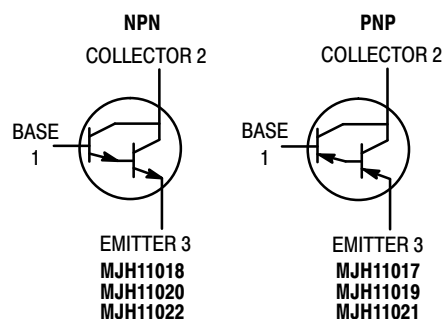 NPN
COLLECTOR 2
BASE
1
EMITTER 3
MJH11018
MJH11020
MJH11022
PNP
COLLECTOR 2
BASE
1
EMITTER 3
MJH11017
MJH11019
MJH11021